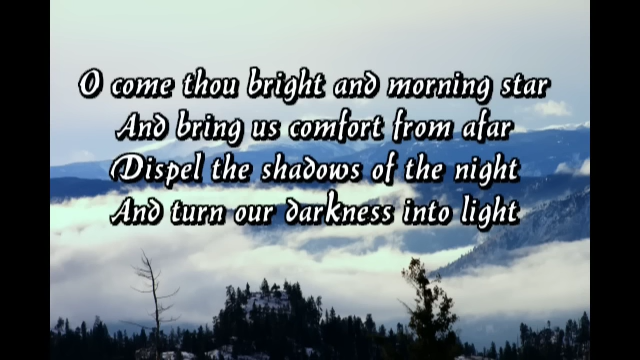 O come thou bright and morning star
And bring us comfort from afar
Dispel the shadows of the night
And turn our darkness into light